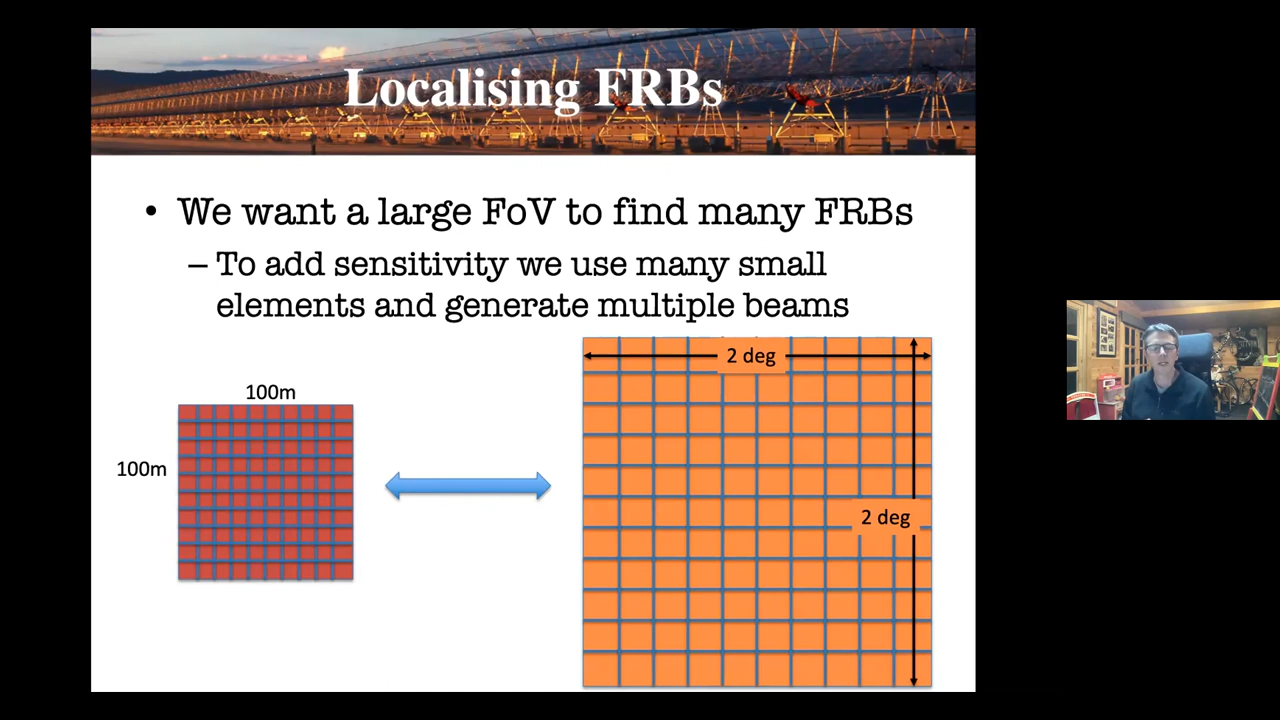 Localising FRBs
• We want a large FoV to find many FRBs
– To add sensitivity we use many small
elements and generate multiple beams
100m
100m
2 deg
2 deg